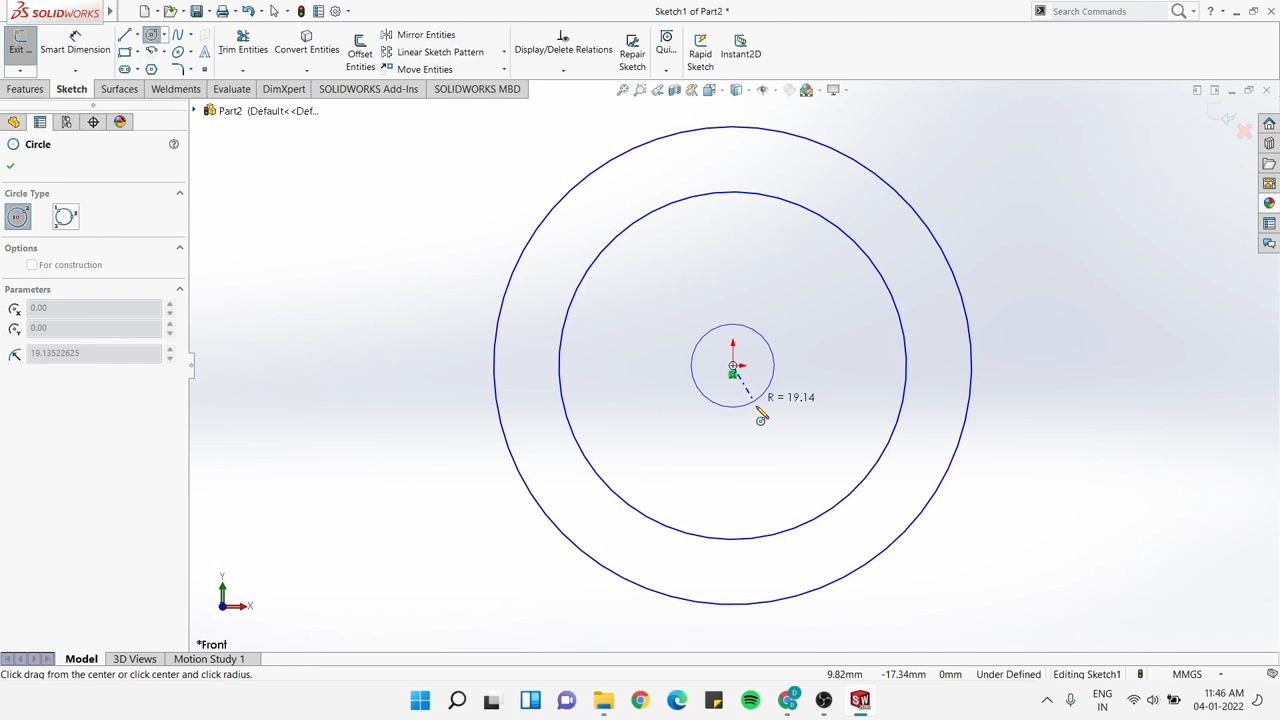 SOLIDWORKS
Sketch1 of Part2 *
Search Commands
?
Exit ...
Smart Dimension
Trim Entities
Convert Entities
Offset Entities
Mirror Entities
Linear Sketch Pattern
Move Entities
Display/Delete Relations
Repair Sketch
Qui...
Rapid Sketch
Instant2D
Features
Sketch
Surfaces
Weldments
Evaluate
DimXpert
SOLIDWORKS Add-Ins
SOLIDWORKS MBD
Part2 (Default<<Def...
Circle
Circle Type
Options
For construction
Parameters
0.00
0.00
19.13522625
R = 19.14
Y
X
*Front
Model
3D Views
Motion Study 1
Click drag from the center or click center and click radius.
9.82mm
-17.34mm
0mm
Under Defined
Editing Sketch1
MMGS
ENG
IN
11:46 AM
04-01-2022